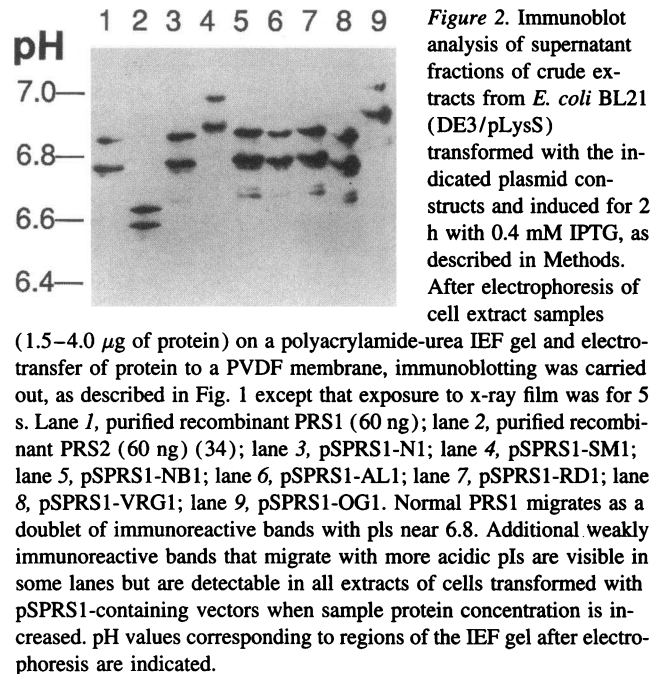 1 2 3 4 5 6 7 8 9
pH
7.0—
6.8—
6.6—
6.4—
Figure 2. Immunoblot
analysis of supernatant
fractions of crude ex-
tracts from E. coli BL21
(DE3/pLysS)
transformed with the in-
dicated plasmid con-
structs and induced for 2
h with 0.4 mM IPTG, as
described in Methods.
After electrophoresis of
cell extract samples
(1.5–4.0 μg of protein) on a polyacrylamide-urea IEF gel and electro-
transfer of protein to a PVDF membrane, immunoblotting was carried
out, as described in Fig. 1 except that exposure to x-ray film was for 5
s. Lane 1, purified recombinant PRS1 (60 ng); lane 2, purified recombi-
nant PRS2 (60 ng) (34); lane 3, pSPRS1-N1; lane 4, pSPRS1-SM1;
lane 5, pSPRS1-NB1; lane 6, pSPRS1-AL1; lane 7, pSPRS1-RD1; lane
8, pSPRS1-VRG1; lane 9, pSPRS1-OG1. Normal PRS1 migrates as a
doublet of immunoreactive bands with pIs near 6.8. Additional weakly
immunoreactive bands that migrate with more acidic pIs are visible in
some lanes but are detectable in all extracts of cells transformed with
pSPRS1-containing vectors when sample protein concentration is in-
creased. pH values corresponding to regions of the IEF gel after electro-
phoresis are indicated.